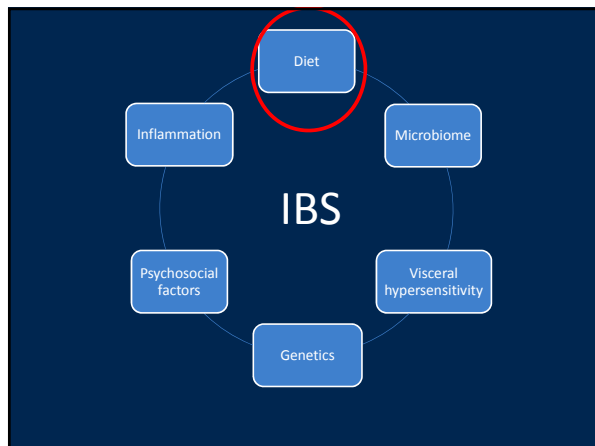 Diet
Inflammation
Microbiome
IBS
Psychosocial
factors
Visceral
hypersensitivity
Genetics